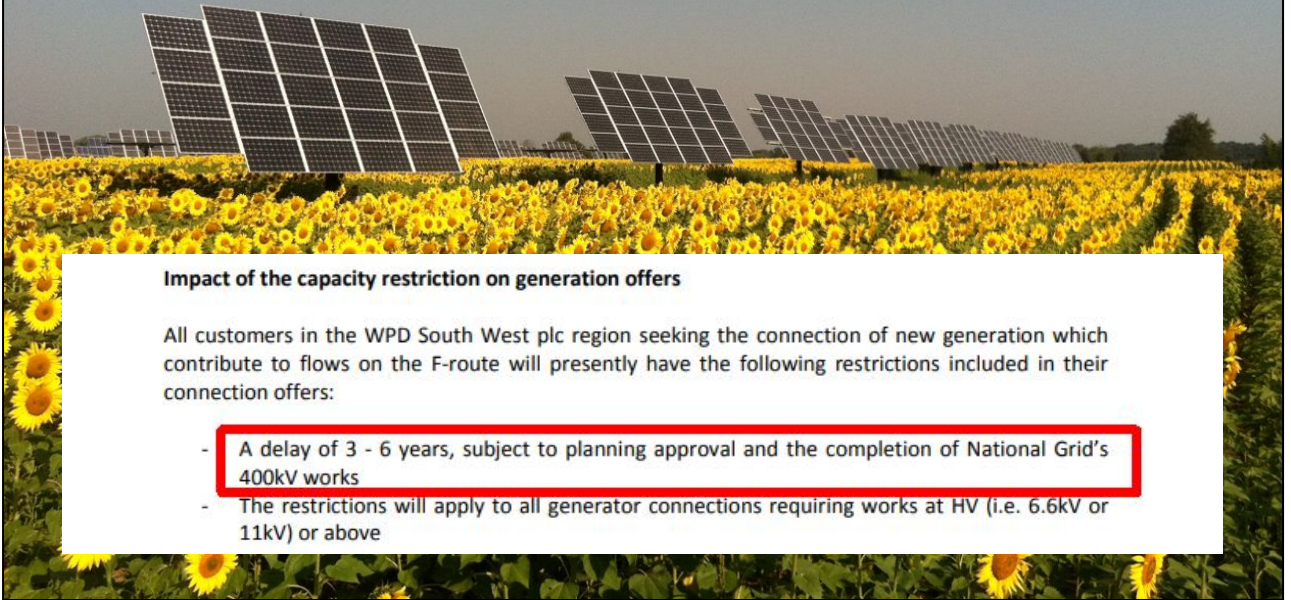 Impact of the capacity restriction on generation offers
All customers in the WPD South West plc region seeking the connection of new generation which
contribute to flows on the F-route will presently have the following restrictions included in their
connection offers:
- A delay of 3 - 6 years, subject to planning approval and the completion of National Grid's
400kV works
- The restrictions will apply to all generator connections requiring works at HV (i.e. 6.6kV or
11kV) or above